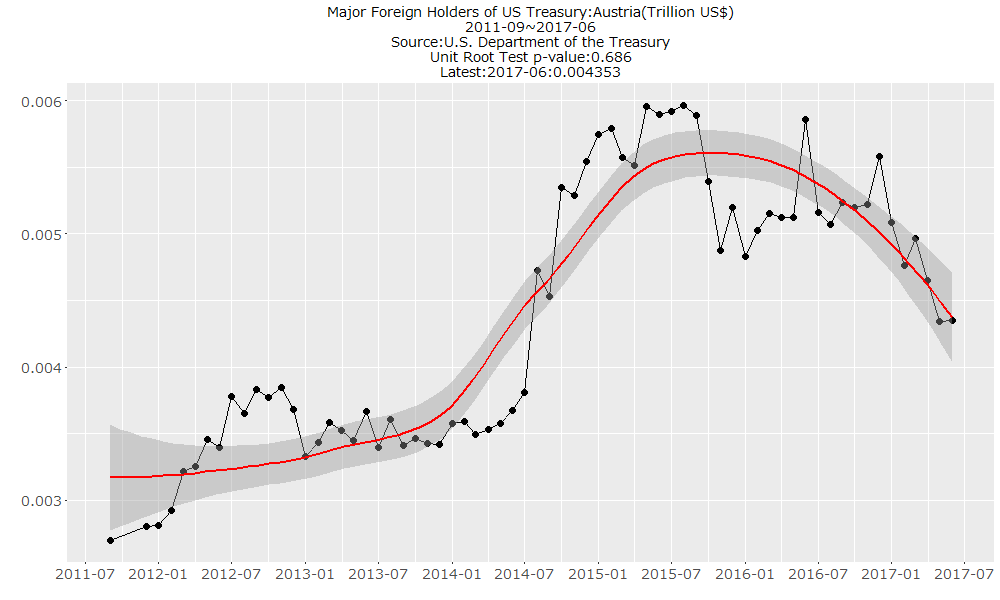 Major Foreign Holders of US Treasury:Austria(Trillion US$)
2011-09~2017-06
Source:U.S. Department of the Treasury
Unit Root Test p-value:0.686
Latest:2017-06:0.004353
0.006
0.005
0.004
0.003
2011-07 2012-01 2012-07 2013-01 2013-07 2014-01 2014-07 2015-01 2015-07 2016-01 2016-07 2017-01 2017-07